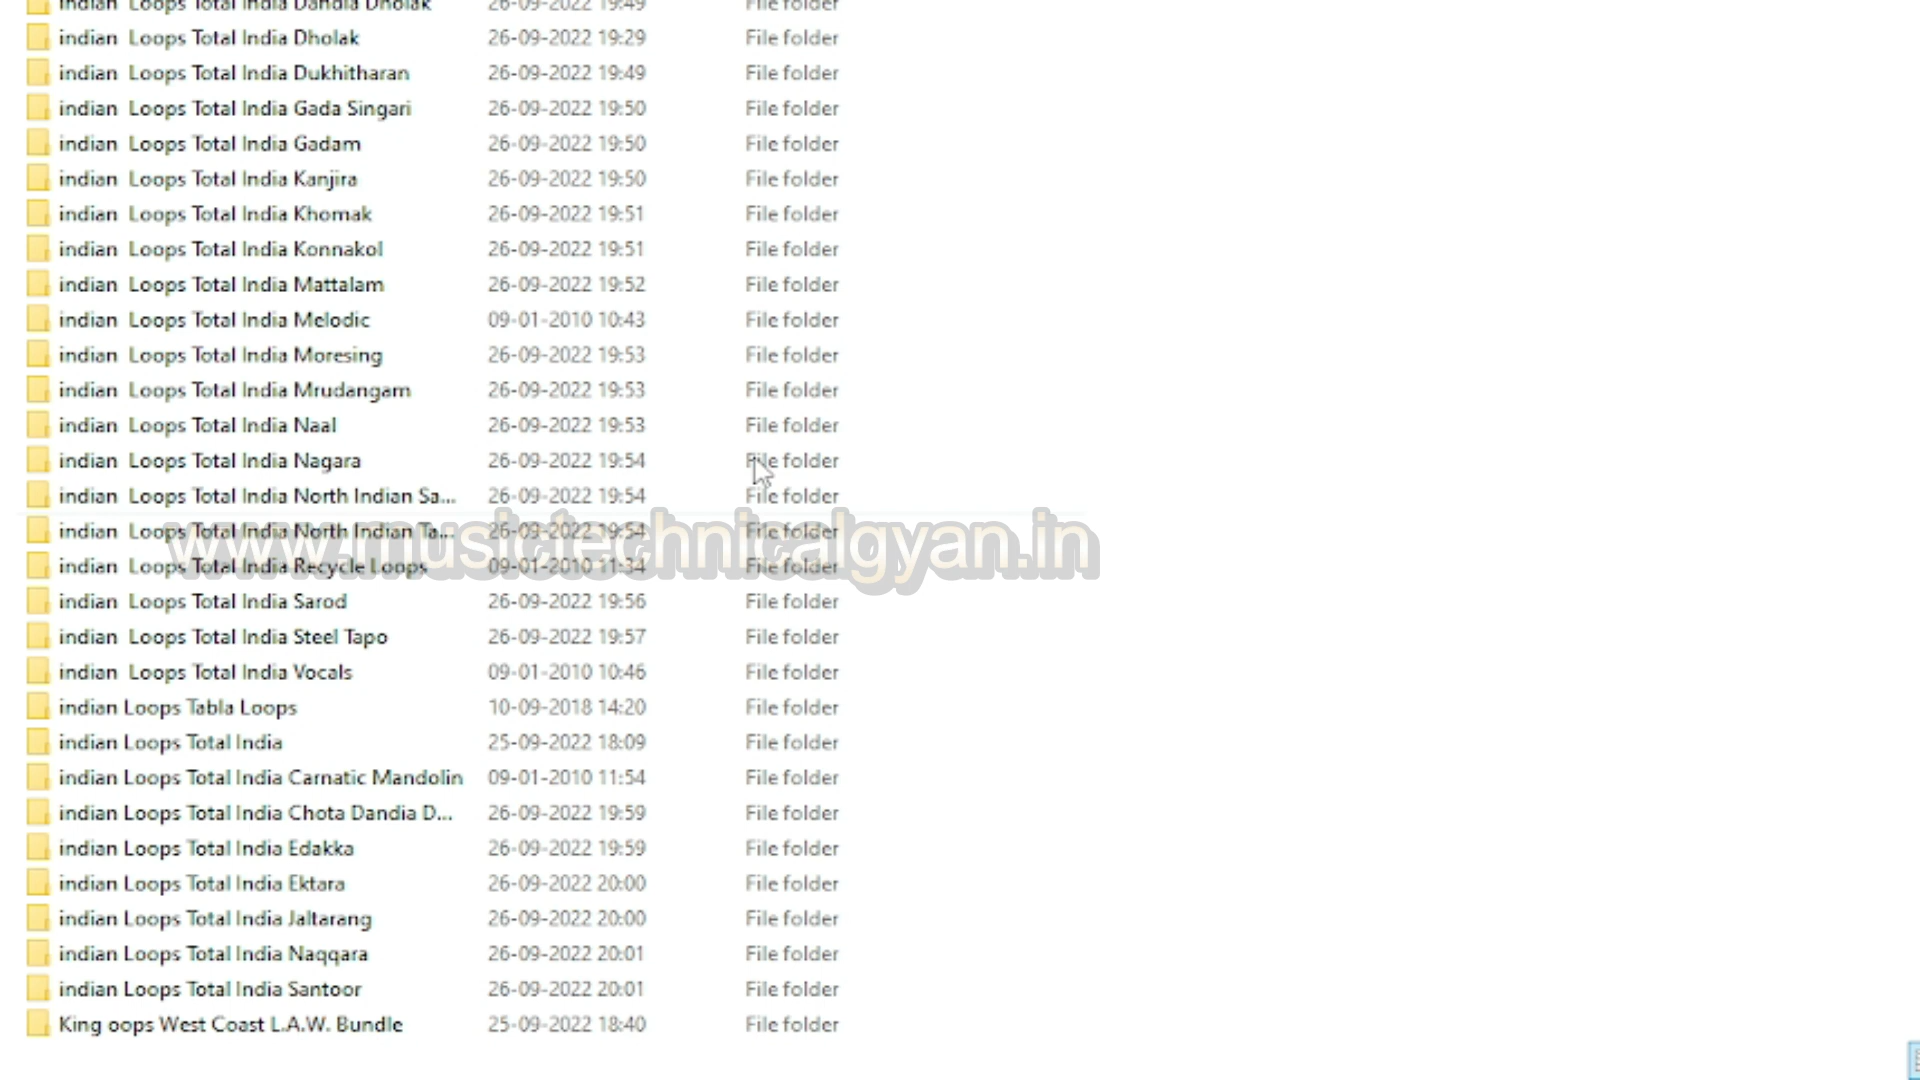 indian Loops Total India Dandia Dholak 26-09-2022 19:49 File folder
indian Loops Total India Dholak 26-09-2022 19:29 File folder
indian Loops Total India Dukhitharan 26-09-2022 19:49 File folder
indian Loops Total India Gada Singari 26-09-2022 19:50 File folder
indian Loops Total India Gadam 26-09-2022 19:50 File folder
indian Loops Total India Kanjira 26-09-2022 19:50 File folder
indian Loops Total India Khomak 26-09-2022 19:51 File folder
indian Loops Total India Konnakol 26-09-2022 19:51 File folder
indian Loops Total India Mattalam 26-09-2022 19:52 File folder
indian Loops Total India Melodic 09-01-2010 10:43 File folder
indian Loops Total India Moresing 26-09-2022 19:53 File folder
indian Loops Total India Mrudangam 26-09-2022 19:53 File folder
indian Loops Total India Naal 26-09-2022 19:53 File folder
indian Loops Total India Nagara 26-09-2022 19:54 File folder
indian Loops Total India North Indian Sa... 26-09-2022 19:54 File folder
indian Loops Total India North Indian Ta... 26-09-2022 19:54 File folder
www.musictechnicalgyan.in
indian Loops Total India Recycle Loops 09-01-2010 11:34 File folder
indian Loops Total India Sarod 26-09-2022 19:56 File folder
indian Loops Total India Steel Tapo 26-09-2022 19:57 File folder
indian Loops Total India Vocals 09-01-2010 10:46 File folder
indian Loops Tabla Loops 10-09-2018 14:20 File folder
indian Loops Total India 25-09-2022 18:09 File folder
indian Loops Total India Carnatic Mandolin 09-01-2010 11:54 File folder
indian Loops Total India Chota Dandia D... 26-09-2022 19:59 File folder
indian Loops Total India Edakka 26-09-2022 19:59 File folder
indian Loops Total India Ektara 26-09-2022 20:00 File folder
indian Loops Total India Jaltarang 26-09-2022 20:00 File folder
indian Loops Total India Naqqara 26-09-2022 20:01 File folder
indian Loops Total India Santoor 26-09-2022 20:01 File folder
King oops West Coast L.A.W. Bundle 25-09-2022 18:40 File folder